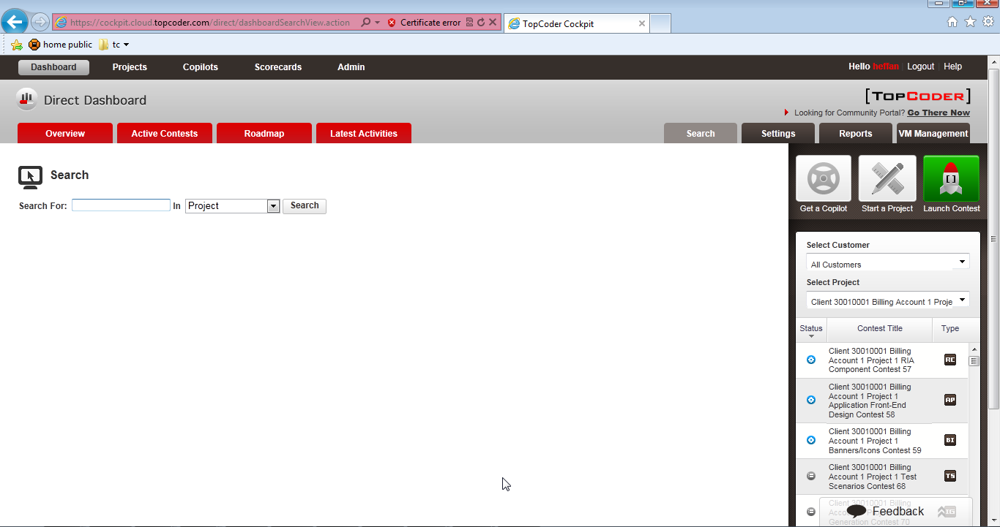 https://cockpit.cloud.topcoder.com/direct/dashboardSearchView.action
Certificate error
TopCoder Cockpit
home public
tc
Dashboard
Projects
Copilots
Scorecards
Admin
Hello heffan
Logout
Help
Direct Dashboard
[TOPCODER]
Looking for Community Portal? Go There Now
Overview
Active Contests
Roadmap
Latest Activities
Search
Settings
Reports
VM Management
Search
Search For:
In
Project
Search
Get a Copilot
Start a Project
Launch Contest
Select Customer
All Customers
Select Project
Client 30010001 Billing Account 1 Proje
Status
Contest Title
Type
Client 30010001 Billing
Account 1 Project 1 RIA
Component Contest 57
RC
Client 30010001 Billing
Account 1 Project 1
Application Front-End
Design Contest 58
AP
Client 30010001 Billing
Account 1 Project 1
Banners/Icons Contest 59
BI
Client 30010001 Billing
Account 1 Project 1 Test
Scenarios Contest 68
TS
Client 30010001 Billing
Generation Contest 70
IG
Feedback